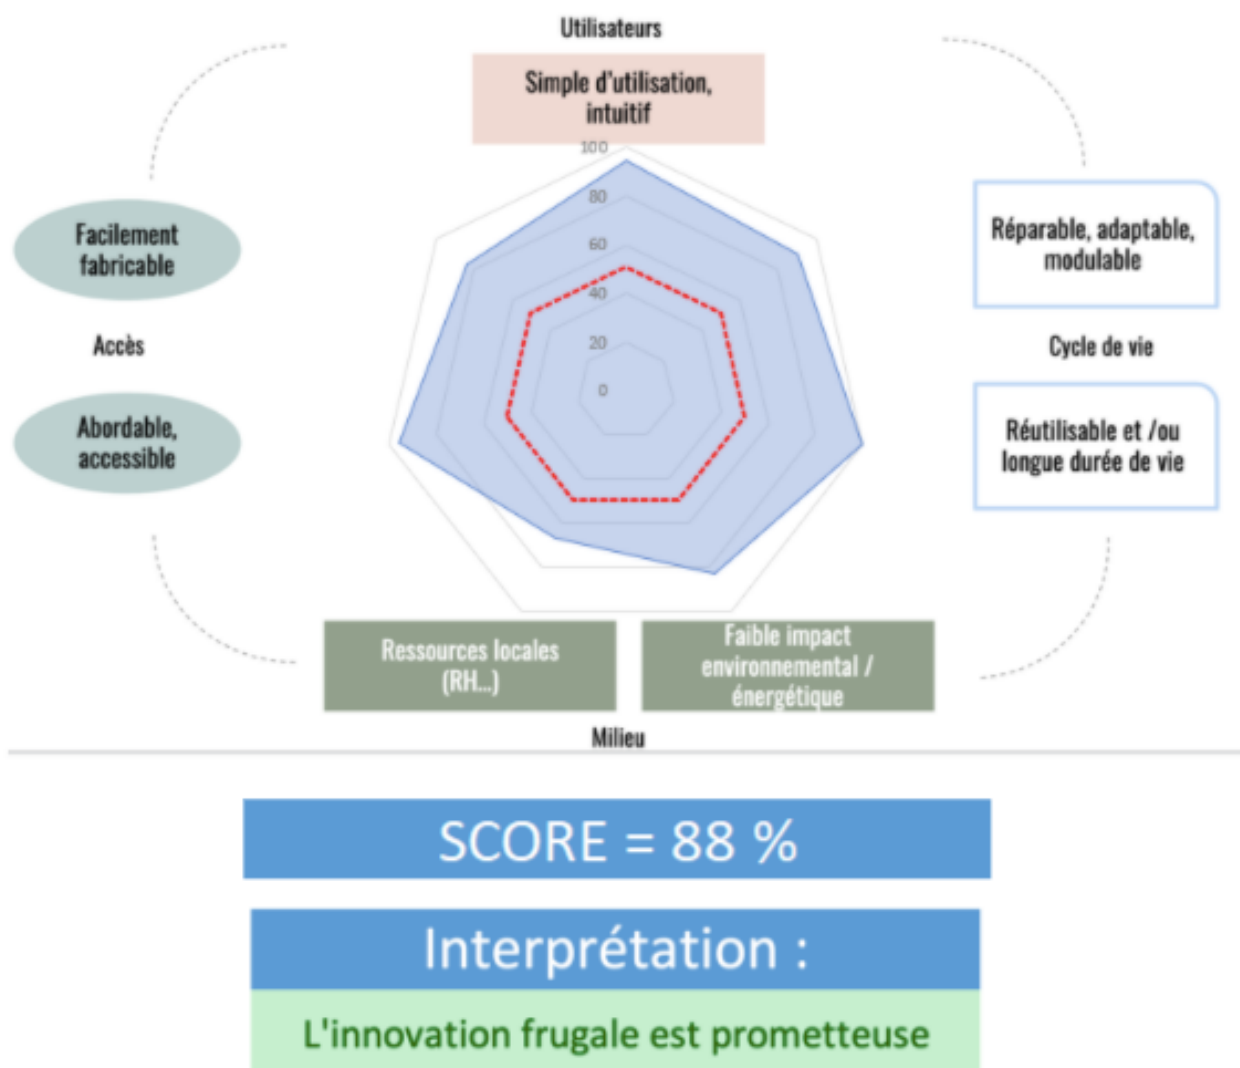 Utilisateurs
Simple d'utilisation,
intuitif
100
80
60
40
20
0
Facilement
fabricable
Accès
Abordable,
accessible
Réparable, adaptable,
modulable
Cycle de vie
Réutilisable et /ou
longue durée de vie
Ressources locales
(RH...)
Faible impact
environnemental /
énergétique
Milieu
SCORE = 88 %
Interprétation :
L'innovation frugale est prometteuse